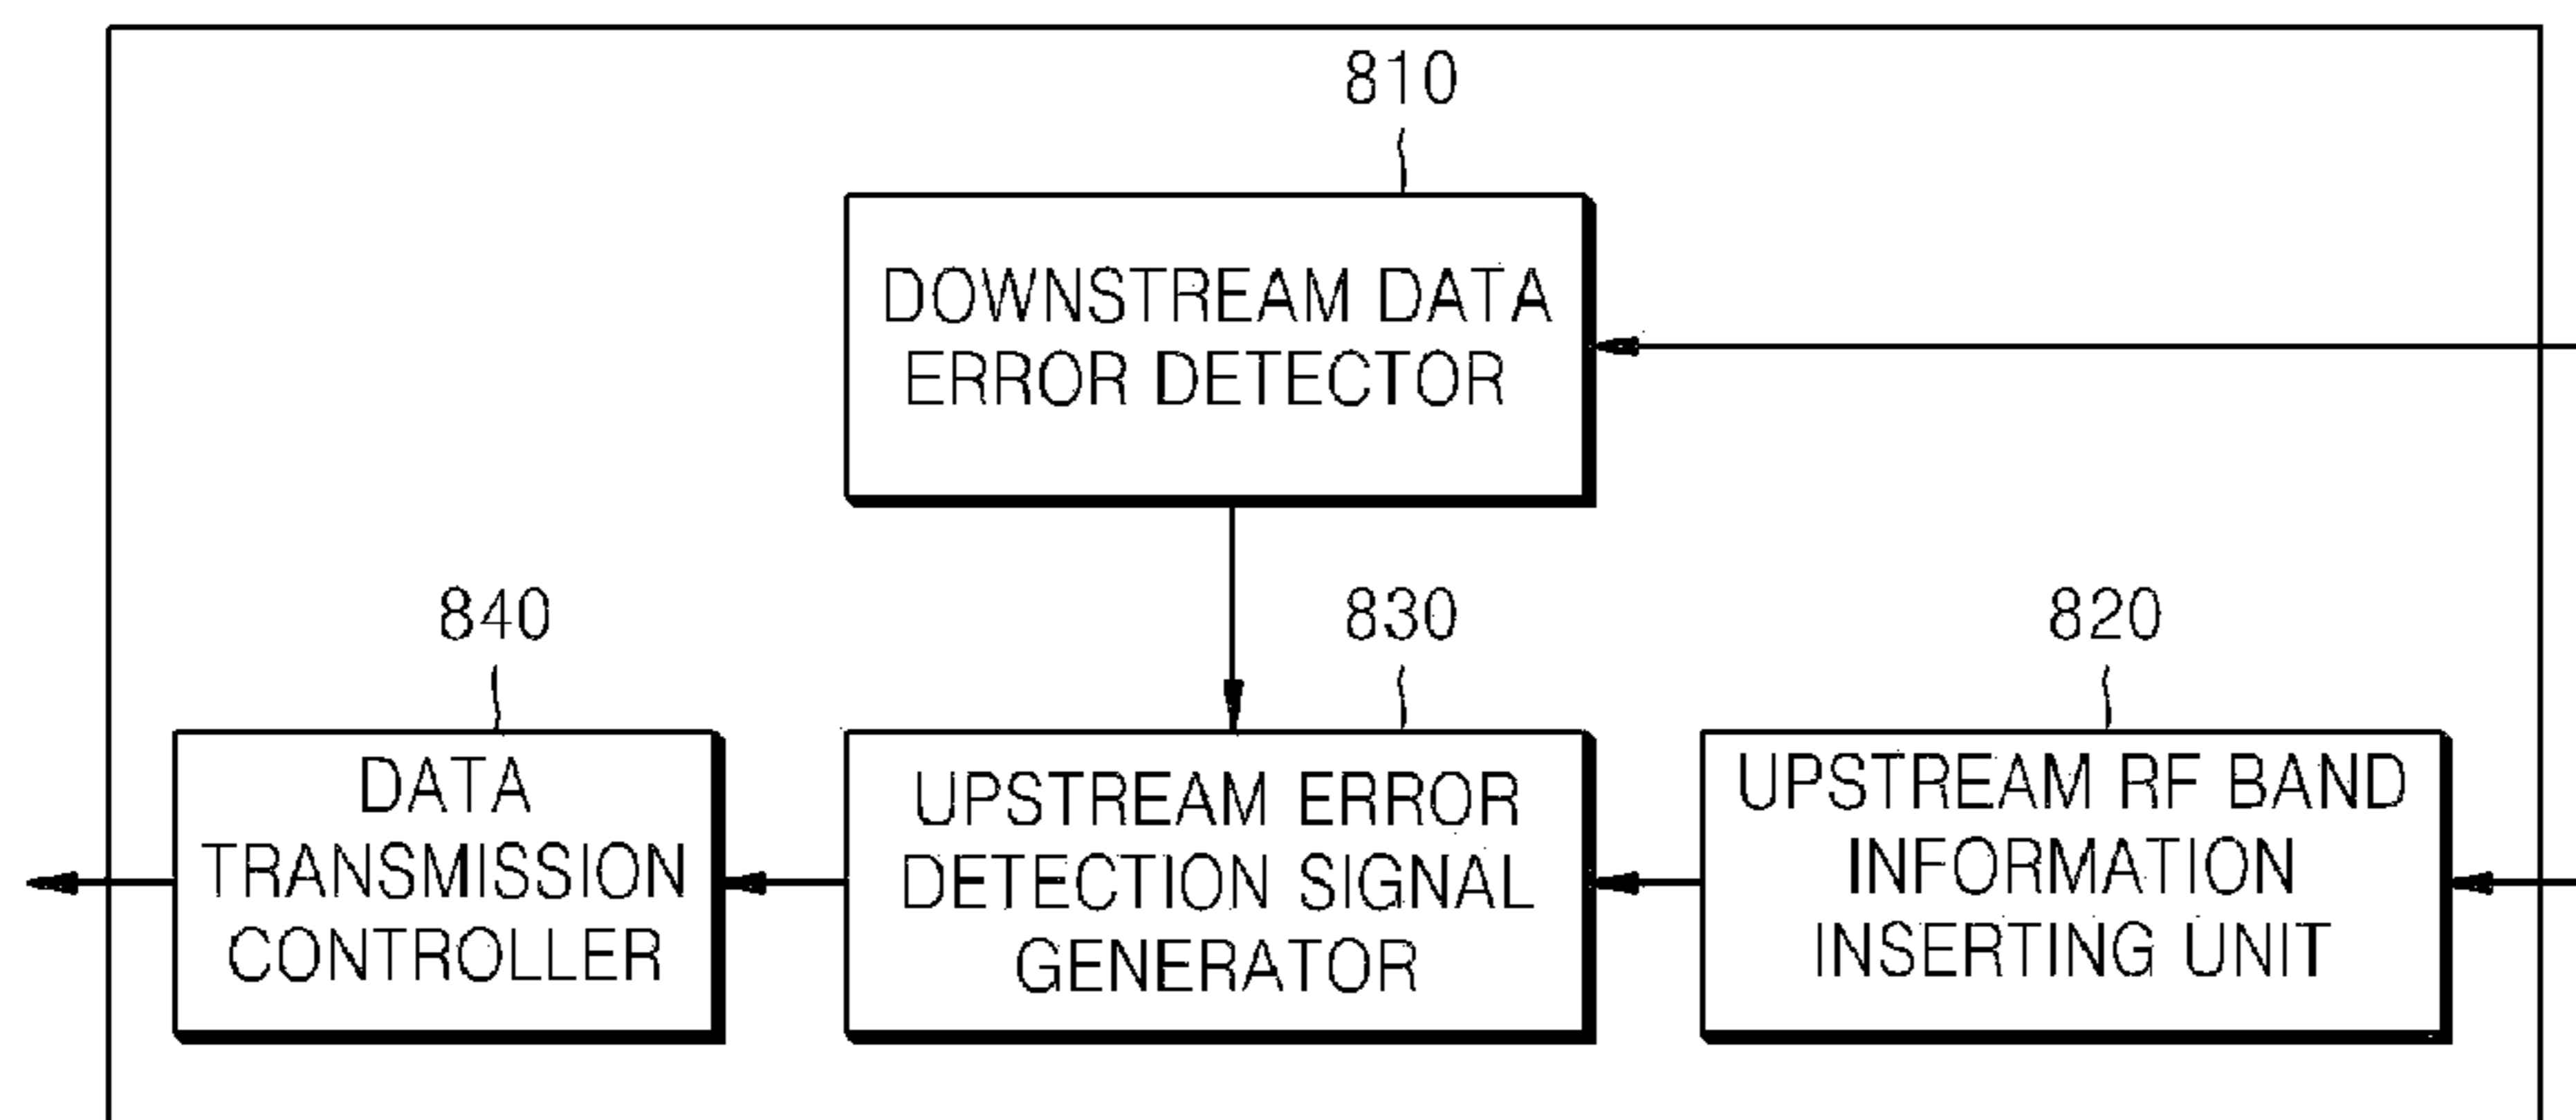 810
DOWNSTREAM DATA
ERROR DETECTOR
840
830
820
DATA
TRANSMISSION
CONTROLLER
UPSTREAM ERROR
DETECTION SIGNAL
GENERATOR
UPSTREAM RF BAND
INFORMATION
INSERTING UNIT